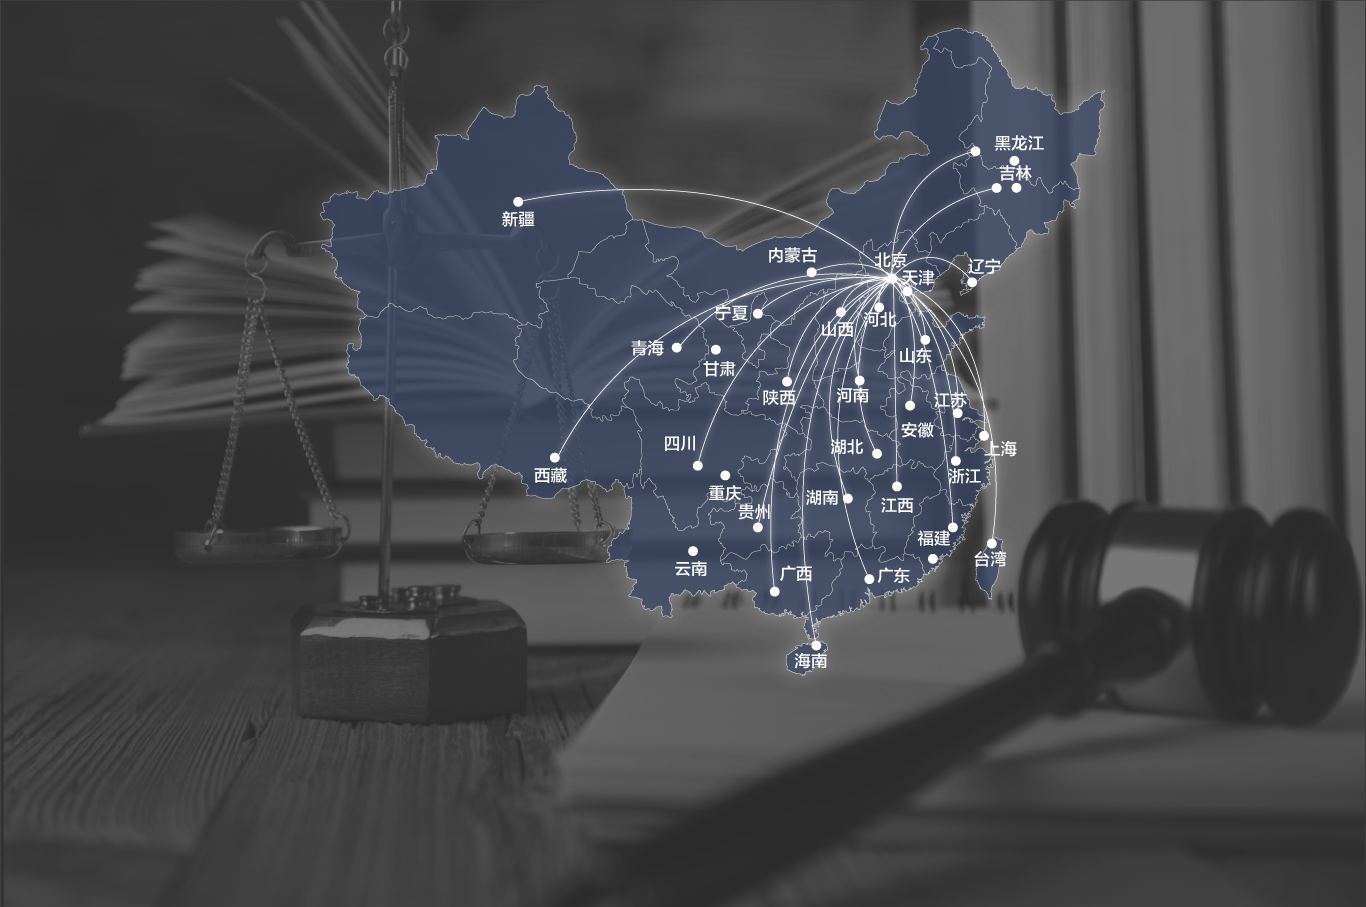 黑龙江
吉林
新疆
内蒙古
北京
辽宁
天津
宁夏
河北
山西
青海
山东
甘肃
陕西
河南
江苏
安徽
四川
湖北
上海
西藏
浙江
重庆
湖南
江西
贵州
福建
台湾
云南
广西
广东
海南